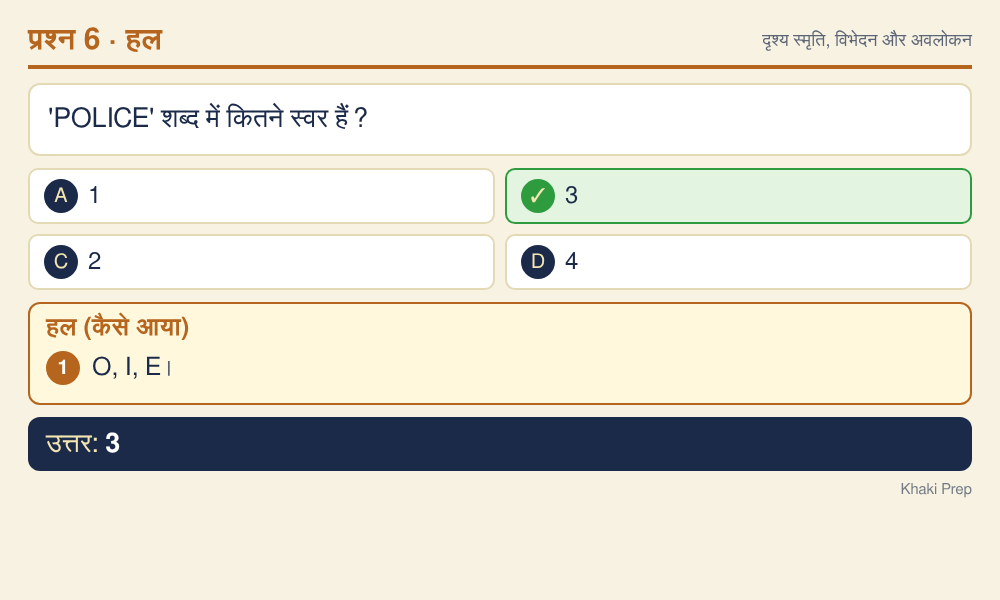 प्रश्न 6 · हल
दृश्य स्मृति, विभेदन और अवलोकन
'POLICE' शब्द में कितने स्वर हैं ?
A 1
✓ 3
C 2
D 4
हल (कैसे आया)
1 O, I, E।
उत्तर: 3
Khaki Prep